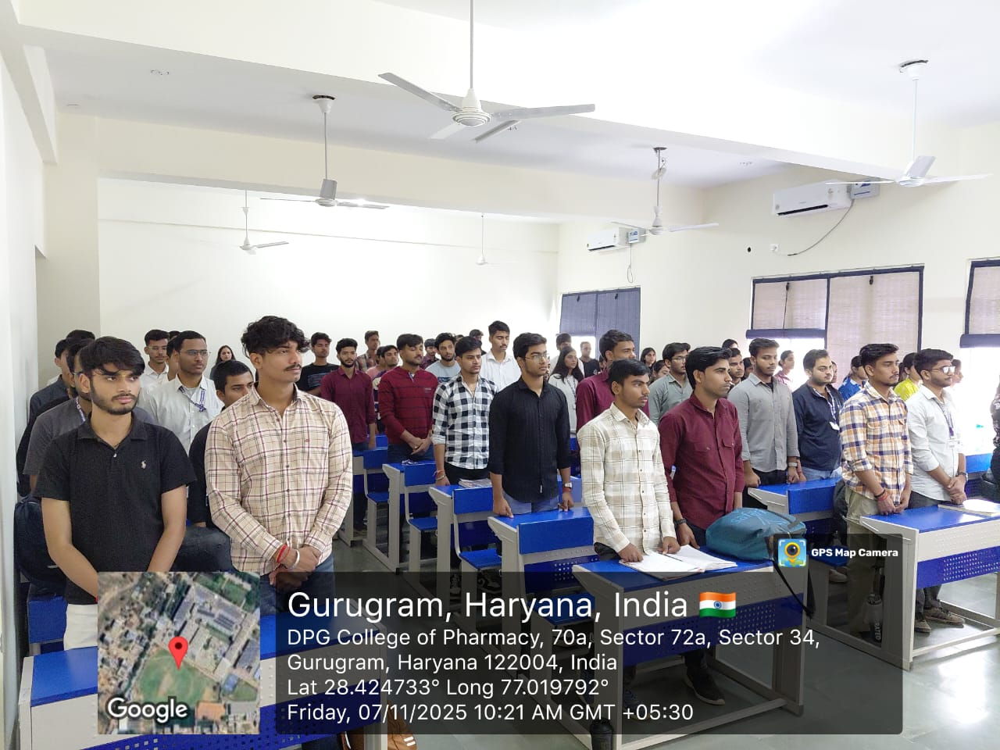 GPS Map Camera
Gurugram, Haryana, India 🇮🇳
DPG College of Pharmacy, 70a, Sector 72a, Sector 34,
Gurugram, Haryana 122004, India
Lat 28.424733° Long 77.019792°
Friday, 07/11/2025 10:21 AM GMT +05:30
Google